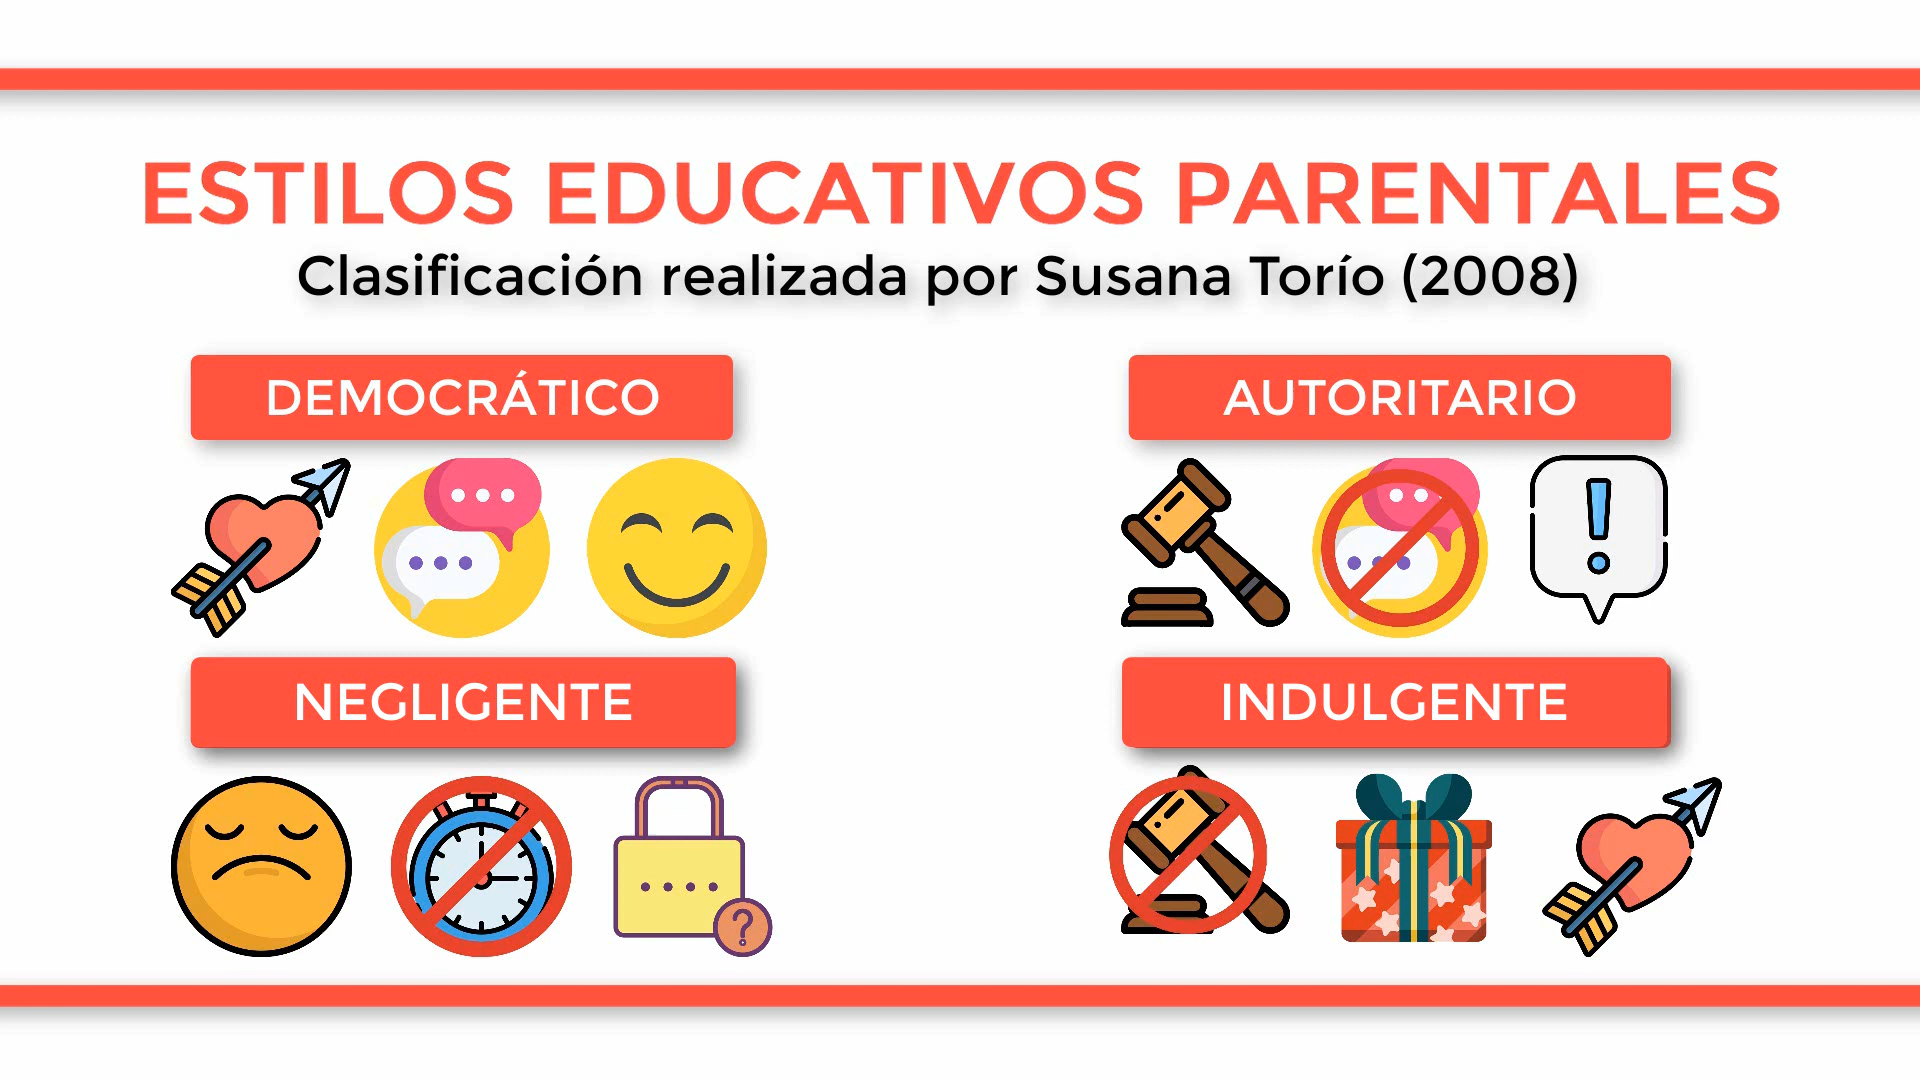 ESTILOS EDUCATIVOS PARENTALES
Clasificación realizada por Susana Torío (2008)
DEMOCRÁTICO
AUTORITARIO
NEGLIGENTE
INDULGENTE